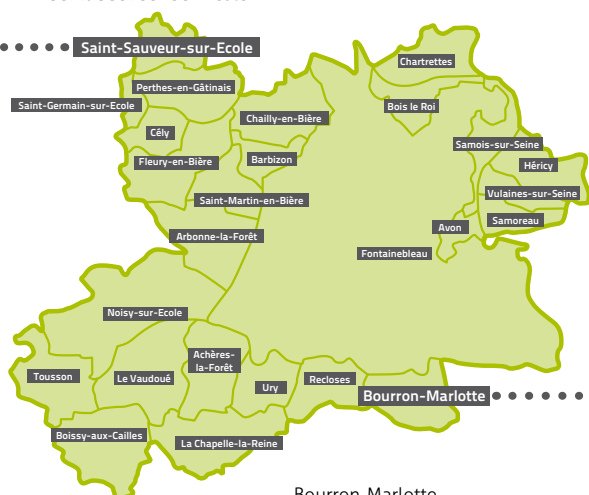 Saint-Sauveur-sur-Ecole
Chartrettes
Perthes-en-Gâtinais
Saint-Germain-sur-Ecole
Bois le Roi
Chailly-en-Bière
Cély
Samois-sur-Seine
Fleury-en-Bière
Barbizon
Héricy
Vulaines-sur-Seine
Saint-Martin-en-Bière
Samoreau
Avon
Arbonne-la-Forêt
Fontainebleau
Noisy-sur-Ecole
Achères-
la-Forêt
Tousson
Le Vaudoué
Ury
Recloses
Bourron-Marlotte
Boissy-aux-Cailles
La Chapelle-la-Reine
Bourron-Marlotte